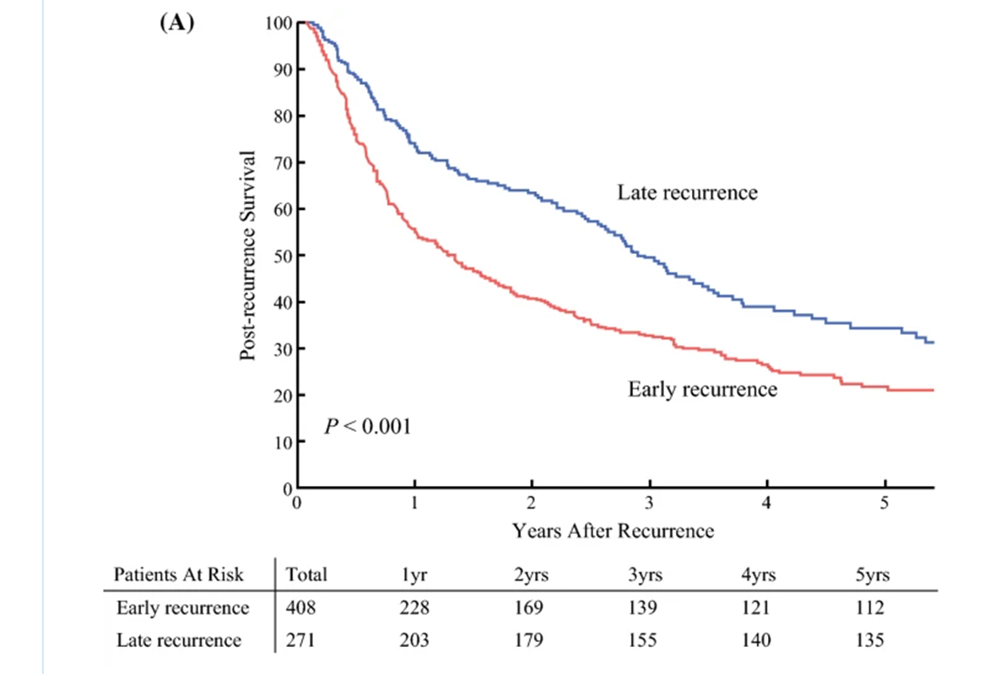 (A)
100
90
80
70
60
50
40
30
20
10
0
Post-recurrence Survival
Late recurrence
Early recurrence
P < 0.001
0 1 2 3 4 5
Years After Recurrence
Patients At Risk Total 1yr 2yrs 3yrs 4yrs 5yrs
Early recurrence 408 228 169 139 121 112
Late recurrence 271 203 179 155 140 135